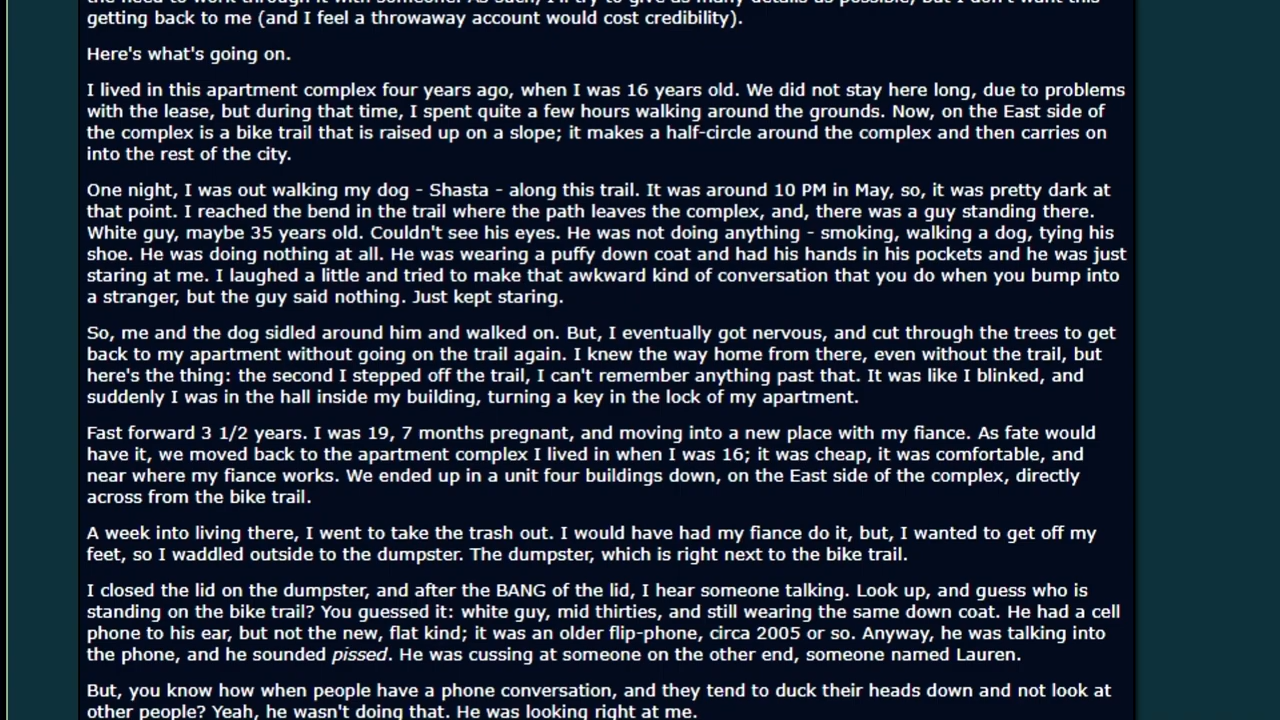 the need to work through it with someone. As such, I'll try to give as many details as possible, but I don't want this
getting back to me (and I feel a throwaway account would cost credibility).
Here's what's going on.
I lived in this apartment complex four years ago, when I was 16 years old. We did not stay here long, due to problems
with the lease, but during that time, I spent quite a few hours walking around the grounds. Now, on the East side of
the complex is a bike trail that is raised up on a slope; it makes a half-circle around the complex and then carries on
into the rest of the city.
One night, I was out walking my dog - Shasta - along this trail. It was around 10 PM in May, so, it was pretty dark at
that point. I reached the bend in the trail where the path leaves the complex, and, there was a guy standing there.
White guy, maybe 35 years old. Couldn't see his eyes. He was not doing anything - smoking, walking a dog, tying his
shoe. He was doing nothing at all. He was wearing a puffy down coat and had his hands in his pockets and he was just
staring at me. I laughed a little and tried to make that awkward kind of conversation that you do when you bump into
a stranger, but the guy said nothing. Just kept staring.
So, me and the dog sidled around him and walked on. But, I eventually got nervous, and cut through the trees to get
back to my apartment without going on the trail again. I knew the way home from there, even without the trail, but
here's the thing: the second I stepped off the trail, I can't remember anything past that. It was like I blinked, and
suddenly I was in the hall inside my building, turning a key in the lock of my apartment.
Fast forward 3 1/2 years. I was 19, 7 months pregnant, and moving into a new place with my fiance. As fate would
have it, we moved back to the apartment complex I lived in when I was 16; it was cheap, it was comfortable, and
near where my fiance works. We ended up in a unit four buildings down, on the East side of the complex, directly
across from the bike trail.
A week into living there, I went to take the trash out. I would have had my fiance do it, but, I wanted to get off my
feet, so I waddled outside to the dumpster. The dumpster, which is right next to the bike trail.
I closed the lid on the dumpster, and after the BANG of the lid, I hear someone talking. Look up, and guess who is
standing on the bike trail? You guessed it: white guy, mid thirties, and still wearing the same down coat. He had a cell
phone to his ear, but not the new, flat kind; it was an older flip-phone, circa 2005 or so. Anyway, he was talking into
the phone, and he sounded pissed. He was cussing at someone on the other end, someone named Lauren.
But, you know how when people have a phone conversation, and they tend to duck their heads down and not look at
other people? Yeah, he wasn't doing that. He was looking right at me.